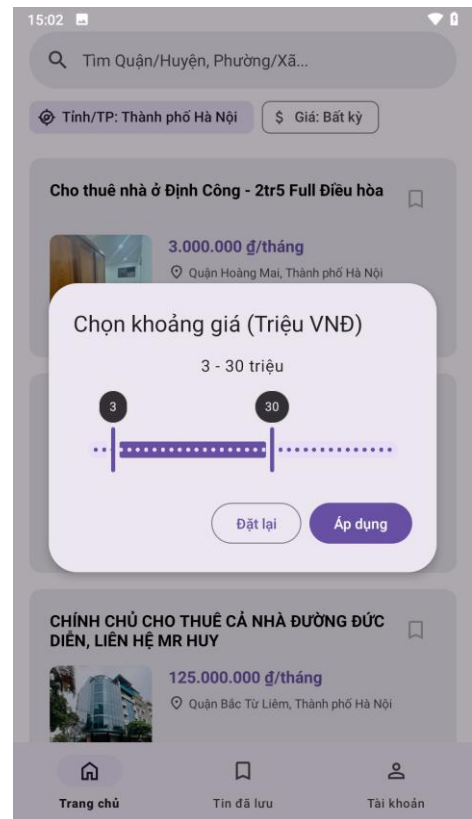 15:02
Tìm Quận/Huyện, Phường/Xã...
Tỉnh/TP: Thành phố Hà Nội
$ Giá: Bất kỳ
Cho thuê nhà ở Định Công - 2tr5 Full Điều hòa
3.000.000 ₫/tháng
Quận Hoàng Mai, Thành phố Hà Nội
Chọn khoảng giá (Triệu VNĐ)
3 - 30 triệu
3
30
Đặt lại
Áp dụng
CHÍNH CHỦ CHO THUÊ CẢ NHÀ ĐƯỜNG ĐỨC
DIỄN, LIÊN HỆ MR HUY
125.000.000 ₫/tháng
Quận Bắc Từ Liêm, Thành phố Hà Nội
Trang chủ
Tin đã lưu
Tài khoản